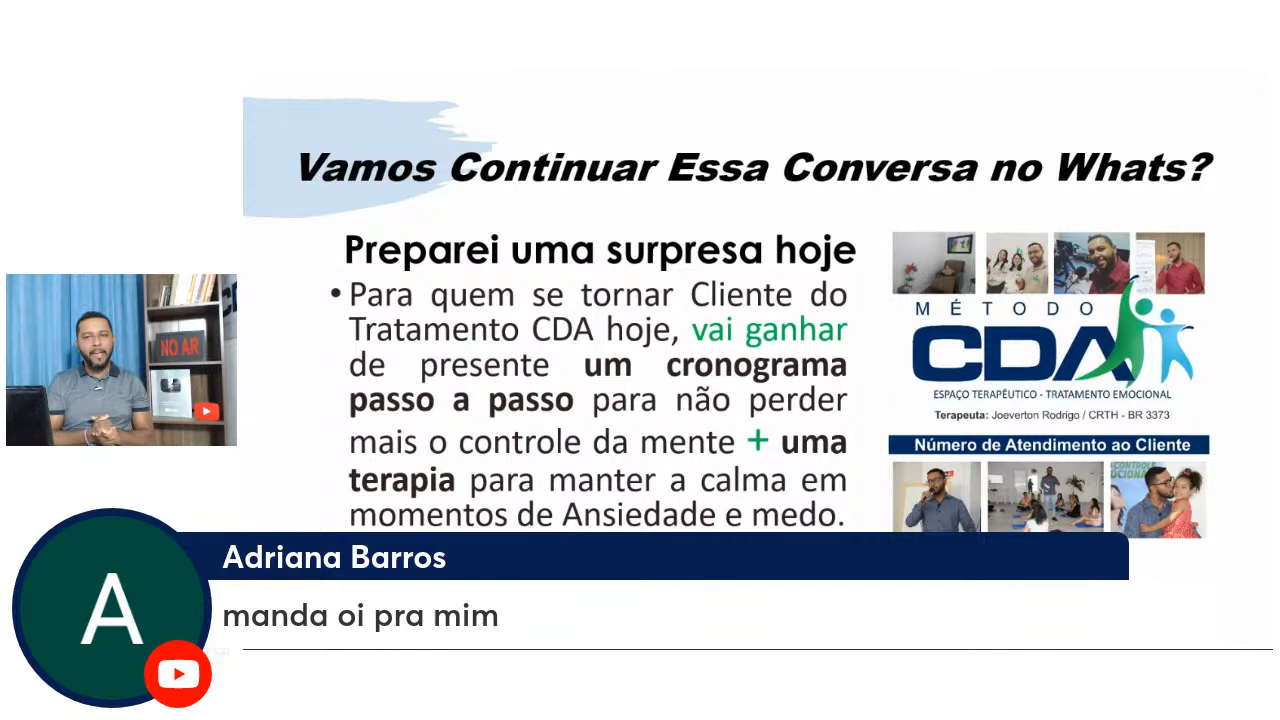 Vamos Continuar Essa Conversa no Whats?
Preparei uma surpresa hoje
• Para quem se tornar Cliente do
Tratamento CDA hoje, vai ganhar
de presente um cronograma
passo a passo para não perder
mais o controle da mente + uma
terapia para manter a calma em
momentos de Ansiedade e medo.
MÉTODO
CDA
ESPAÇO TERAPÊUTICO - TRATAMENTO EMOCIONAL
Terapeuta: Joeverton Rodrigo / CRTH - BR 3373
Número de Atendimento ao Cliente
NO AR
A
Adriana Barros
manda oi pra mim